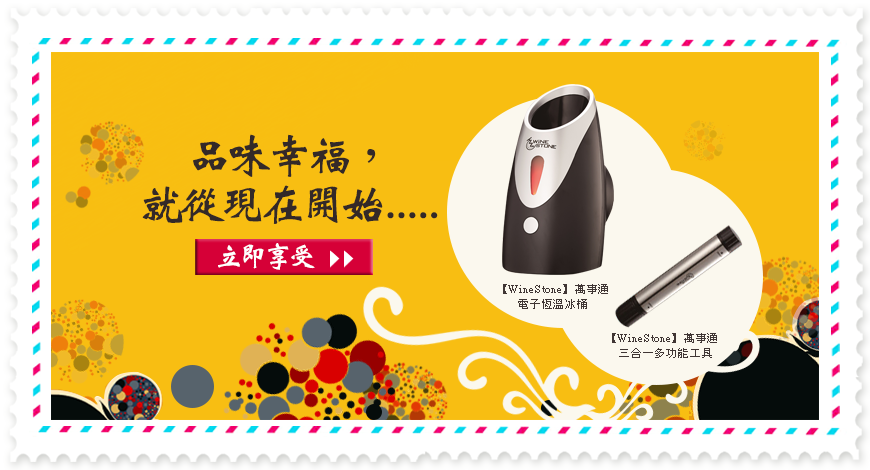 品味幸福，
就從現在開始.....
立即享受
WINE
STONE
【WineStone】萬事通
電子恆溫冰桶
【WineStone】萬事通
三合一多功能工具